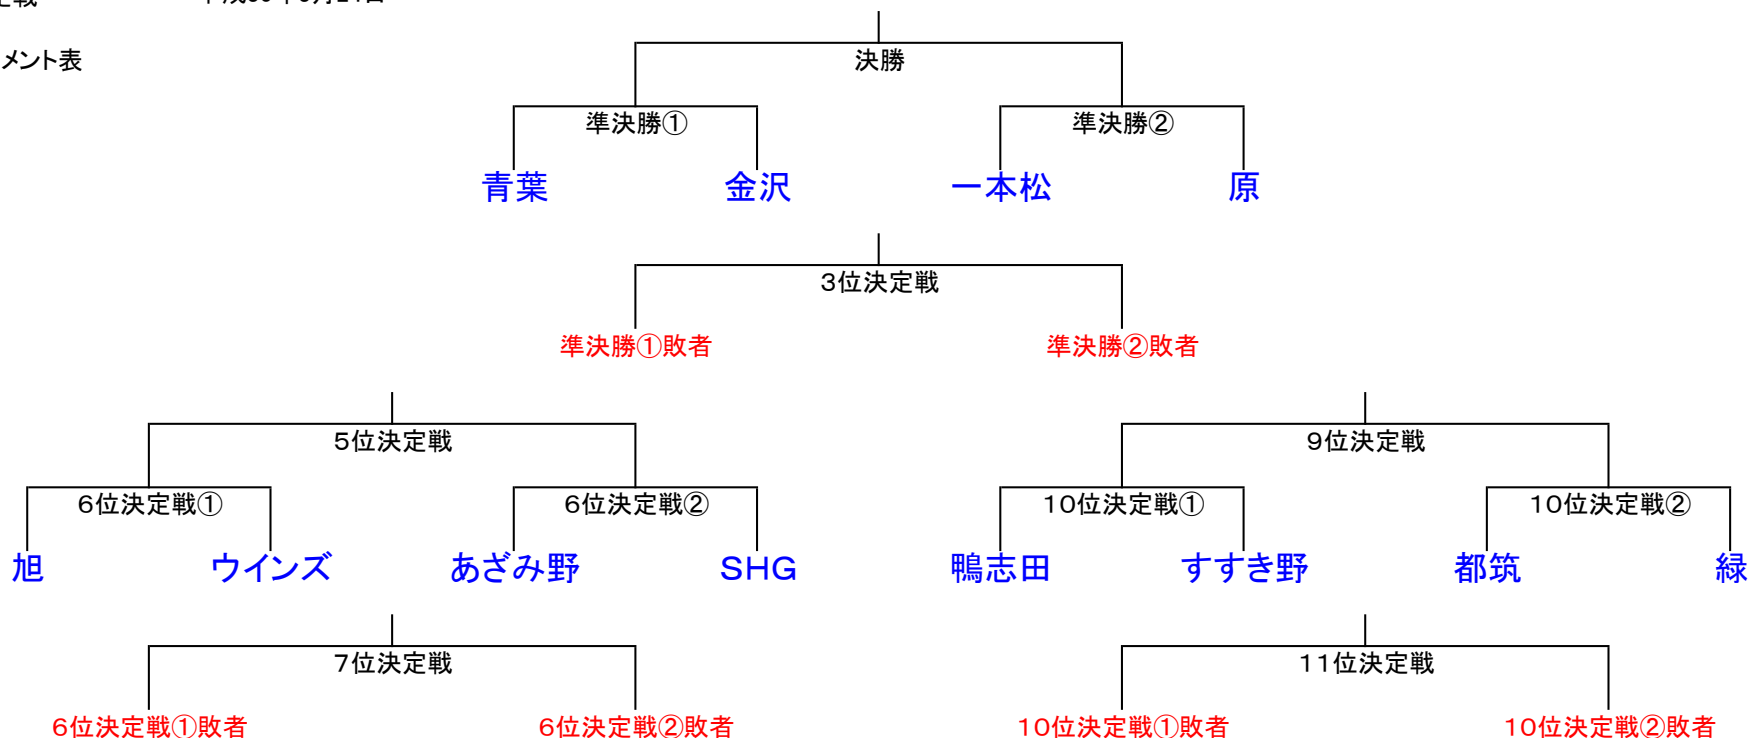 メント表
決勝
準決勝① 準決勝②
青葉 金沢 一本松 原
3位決定戦
準決勝①敗者 準決勝②敗者
5位決定戦 9位決定戦
6位決定戦① 6位決定戦② 10位決定戦① 10位決定戦②
旭 ウインズ あざみ野 SHG 鴨志田 すすき野 都筑 緑
7位決定戦 11位決定戦
6位決定戦①敗者 6位決定戦②敗者 10位決定戦①敗者 10位決定戦②敗者